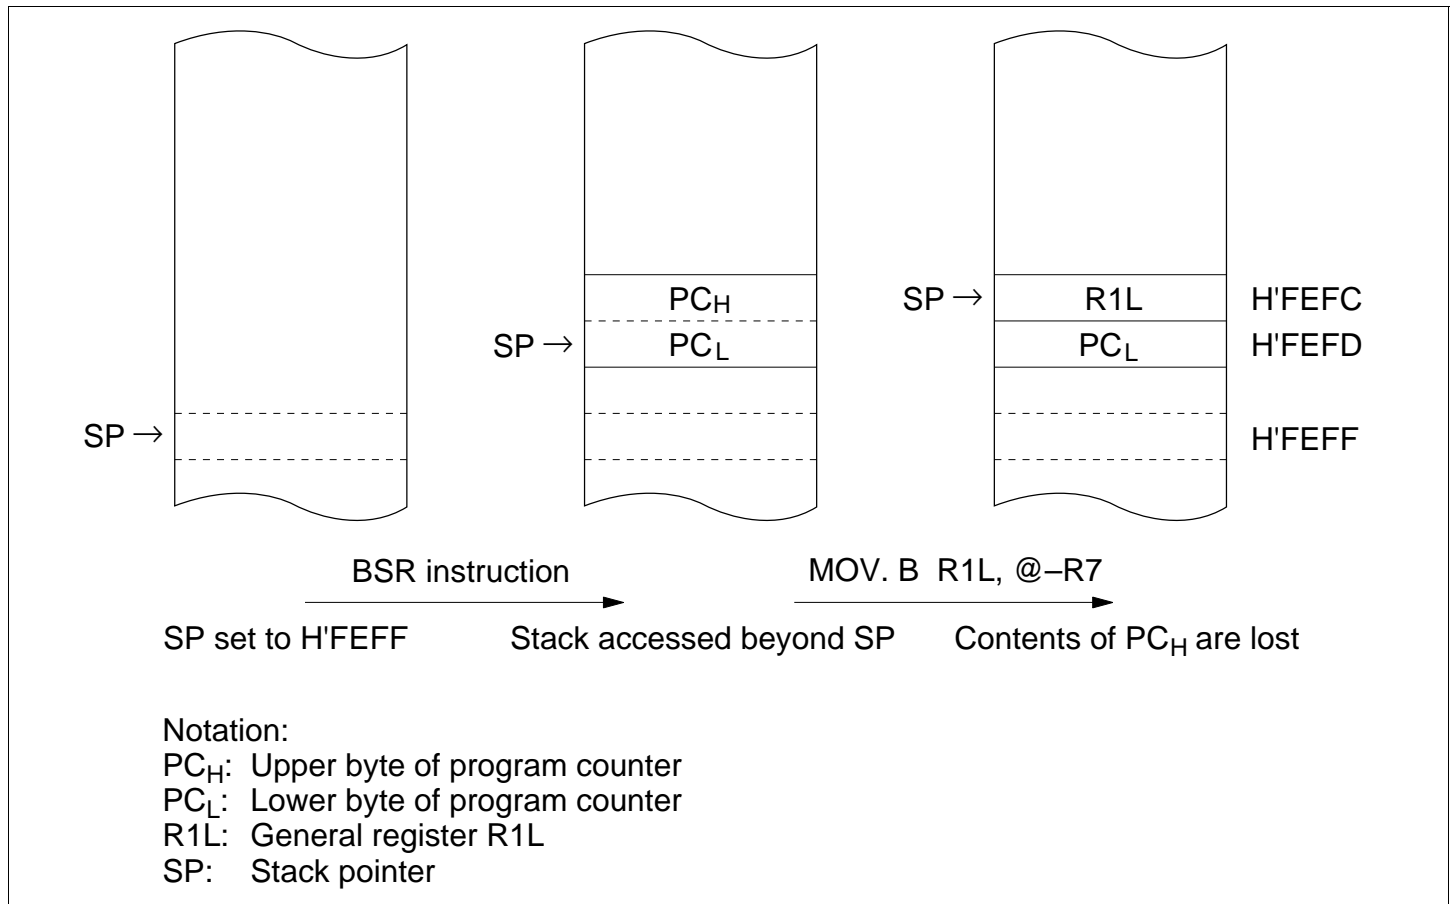 PCH
SP → R1L H'FEFC
SP → PCL PCL H'FEFD
SP → H'FEFF
BSR instruction MOV. B R1L, @–R7
SP set to H'FEFF Stack accessed beyond SP Contents of PCH are lost
Notation:
PCH: Upper byte of program counter
PCL: Lower byte of program counter
R1L: General register R1L
SP: Stack pointer